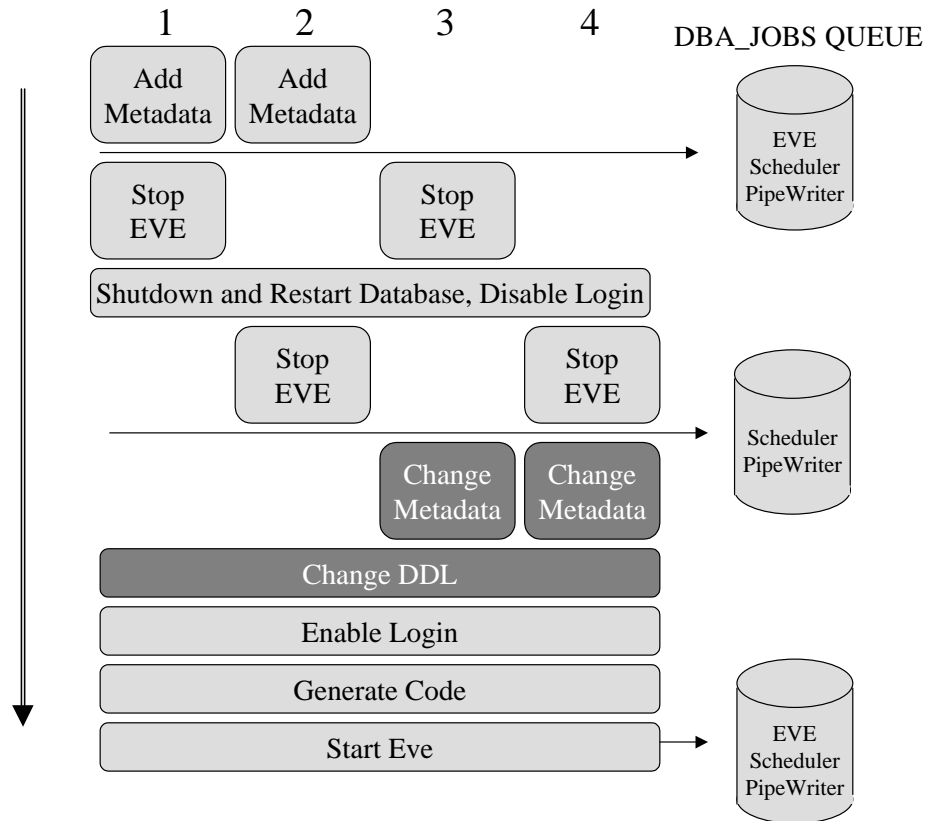 1 2 3 4
DBA_JOBS QUEUE
Add
Metadata
Add
Metadata
EVE
Scheduler
PipeWriter
Stop
EVE
Stop
EVE
Shutdown and Restart Database, Disable Login
Stop
EVE
Stop
EVE
Scheduler
PipeWriter
Change
Metadata
Change
Metadata
Change DDL
Enable Login
Generate Code
Start Eve
EVE
Scheduler
PipeWriter